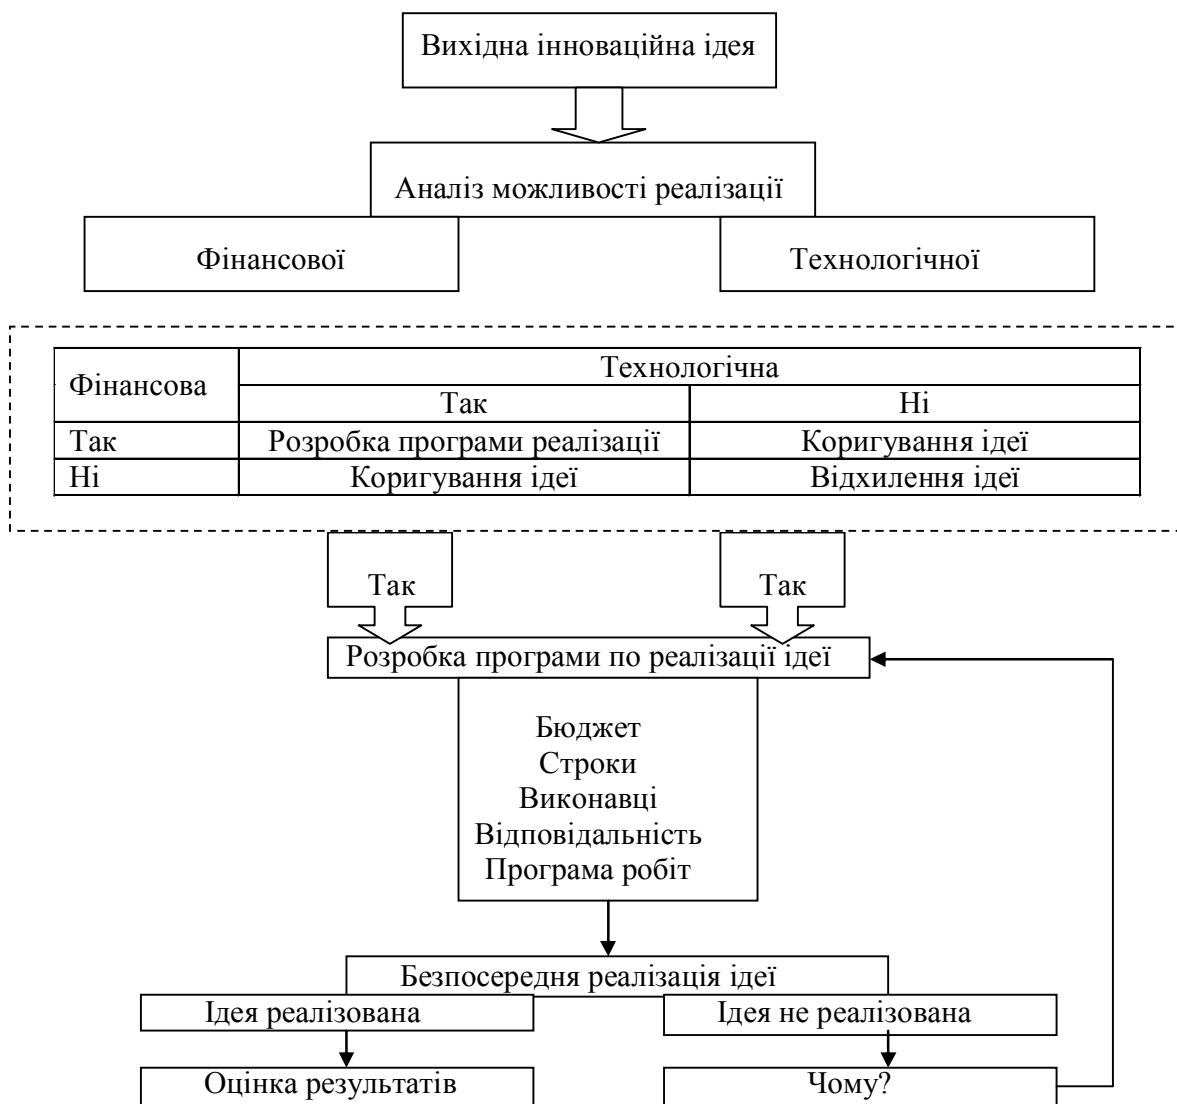 Вихідна інноваційна ідея
Аналіз можливості реалізації
Фінансової
Технологічної
Фінансова
Технологічна
Так
Ні
Так
Розробка програми реалізації
Коригування ідеї
Ні
Коригування ідеї
Відхилення ідеї
Так
Так
Розробка програми по реалізації ідеї
Бюджет
Строки
Виконавці
Відповідальність
Програма робіт
Безпосередня реалізація ідеї
Ідея реалізована
Ідея не реалізована
Оцінка результатів
Чому?